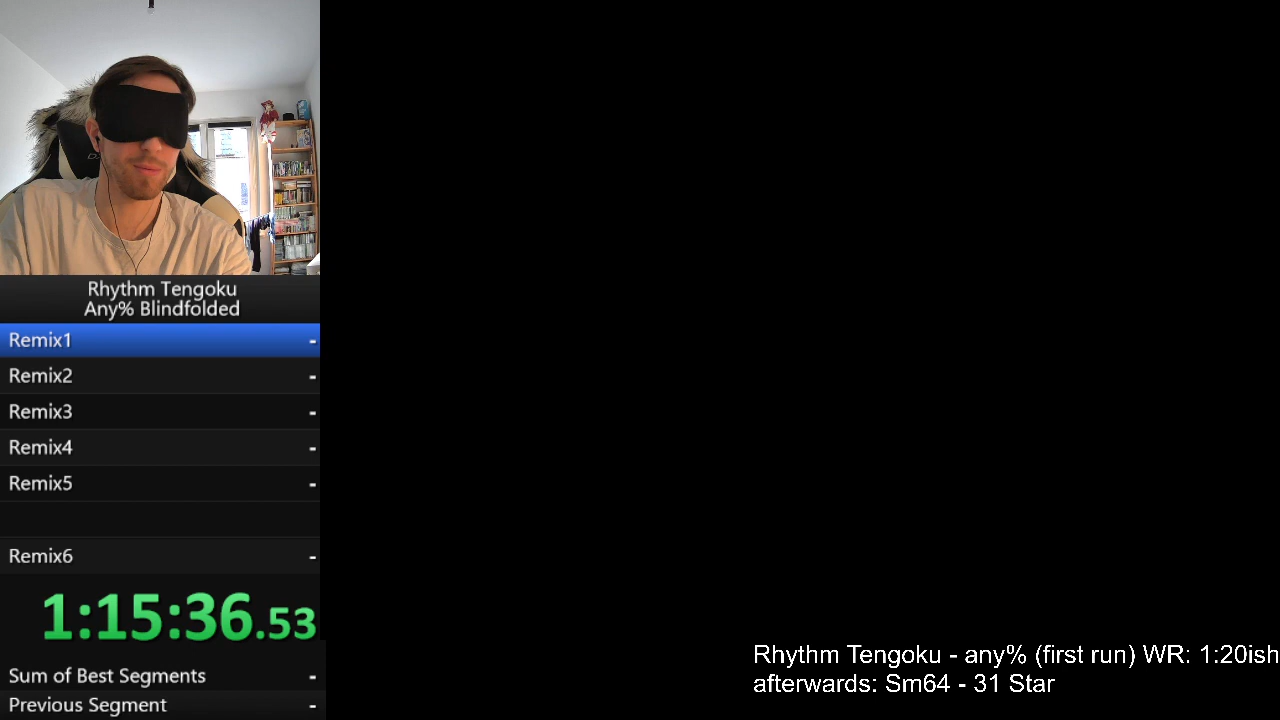 Rhythm Tengoku
Any% Blindfolded
Remix1 -
Remix2 -
Remix3 -
Remix4 -
Remix5 -
Remix6 -
1:15:36.53
Sum of Best Segments -
Previous Segment -
Rhythm Tengoku - any% (first run) WR: 1:20ish
afterwards: Sm64 - 31 Star